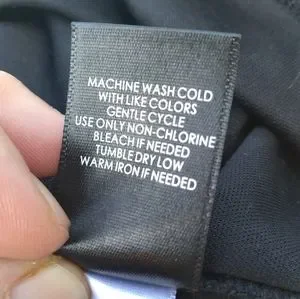 MACHINE WASH COLD
WITH LIKE COLORS
GENTLE CYCLE
USE ONLY NON-CHLORINE
BLEACH IF NEEDED
TUMBLE DRY LOW
WARM IRON IF NEEDED